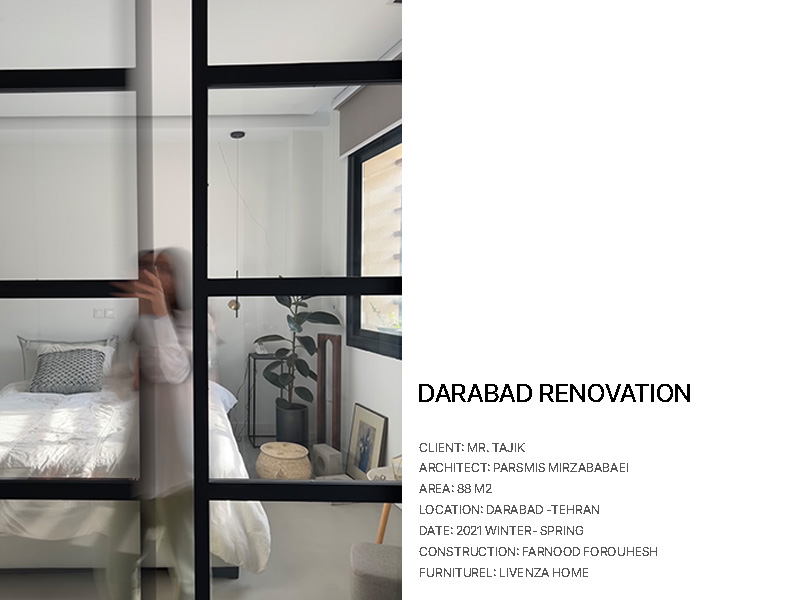 DARABAD RENOVATION
CLIENT: MR. TAJIK
ARCHITECT: PARSMIS MIRZABABAEI
AREA: 88 M2
LOCATION: DARABAD -TEHRAN
DATE: 2021 WINTER- SPRING
CONSTRUCTION: FARNOOD FOROUHESH
FURNITUREL: LIVENZA HOME